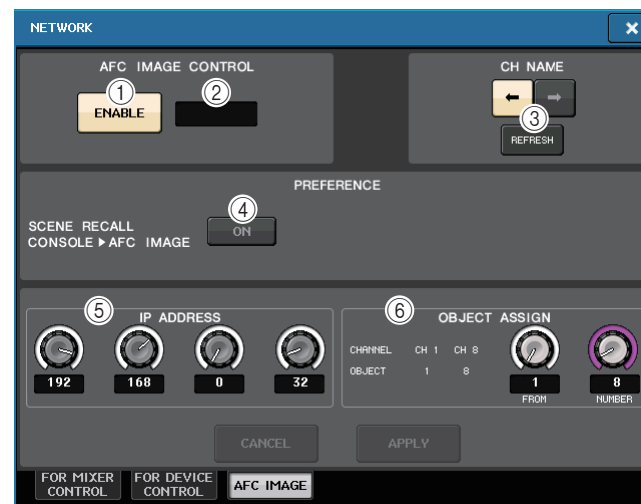 NETWORK
AFC IMAGE CONTROL
CH NAME
① ②
ENABLE
③
REFRESH
PREFERENCE
④
SCENE RECALL
CONSOLE ▶ AFC IMAGE
ON
⑤ IP ADDRESS
192 168 0 32
⑥ OBJECT ASSIGN
CHANNEL CH 1 CH 8
OBJECT 1 8
1 8
FROM NUMBER
CANCEL APPLY
FOR MIXER CONTROL
FOR DEVICE CONTROL
AFC IMAGE